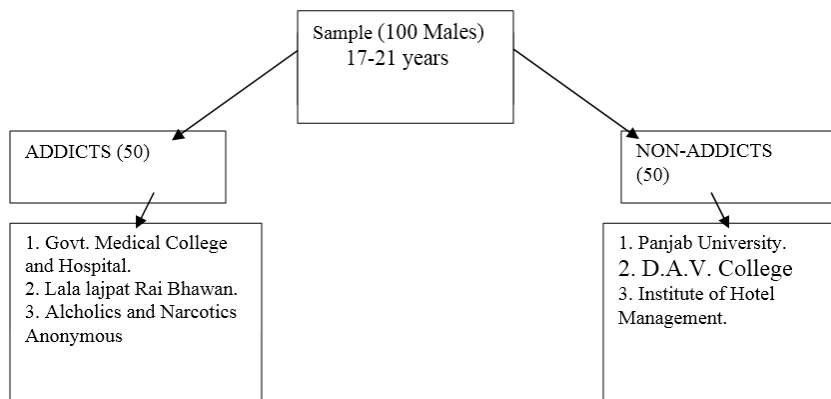 Sample (100 Males)
17-21 years
ADDICTS (50)
NON-ADDICTS
(50)
1. Govt. Medical College
and Hospital.
2. Lala lajpat Rai Bhawan.
3. Alcholics and Narcotics
Anonymous
1. Panjab University.
2. D.A.V. College
3. Institute of Hotel
Management.